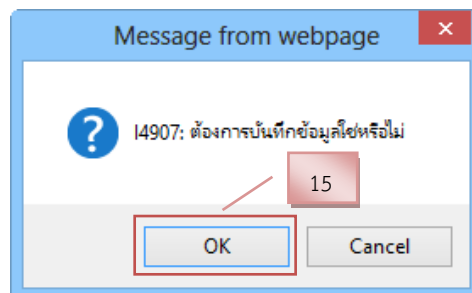 Message from webpage
I4907: ต้องการบันทึกข้อมูลใช่หรือไม่
15
OK
Cancel